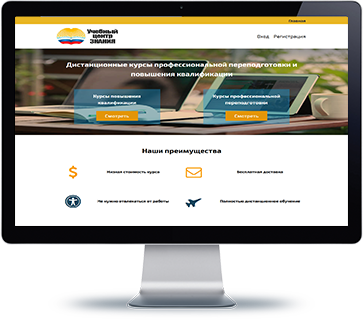 Главная
Учебный
центр
ЗНАНИЯ
Вход Регистрация
Дистанционные курсы профессиональной переподготовки и
повышения квалификации
Курсы повышения
квалификации
Смотреть
Курсы профессиональной
переподготовки
Смотреть
Наши преимущества
Низкая стоимость курса
Бесплатная доставка
Не нужно отвлекаться от работы
Полностью дистанционное обучение